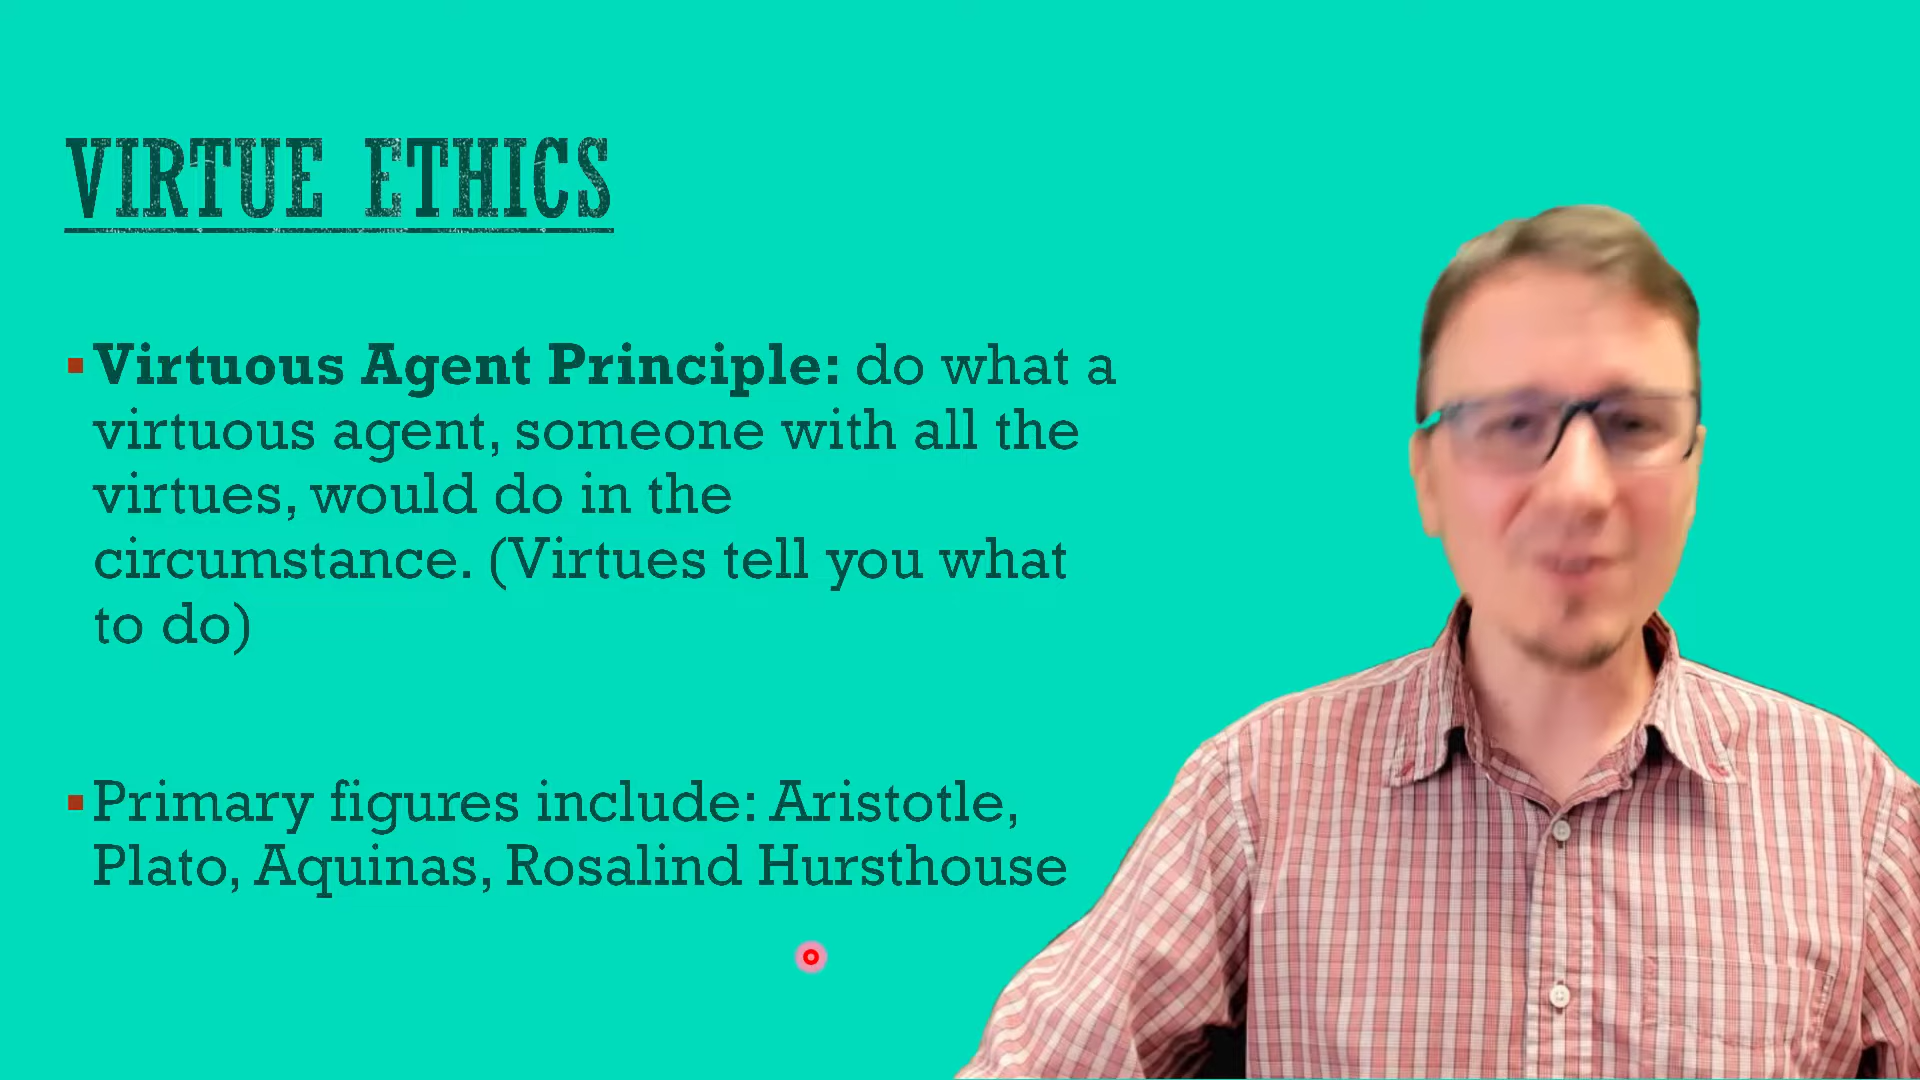 VIRTUE ETHICS
Virtuous Agent Principle: do what a
virtuous agent, someone with all the
virtues, would do in the
circumstance. (Virtues tell you what
to do)
Primary figures include: Aristotle,
Plato, Aquinas, Rosalind Hursthouse